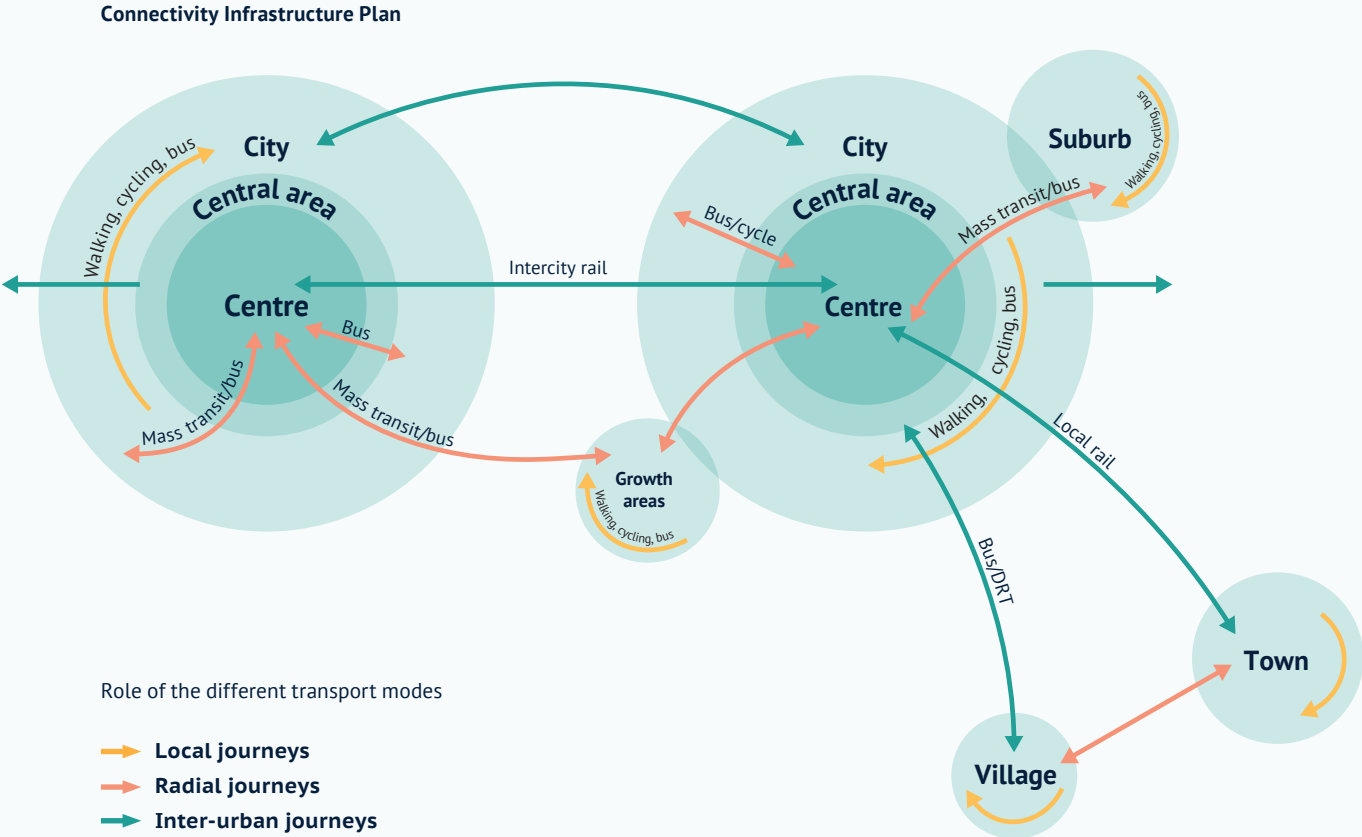 Connectivity Infrastructure Plan
City
Central area
Centre
Walking, cycling, bus
Mass transit/bus
Bus
Mass transit/bus
Intercity rail
City
Central area
Centre
Bus/cycle
Mass transit/bus
Walking, cycling, bus
Suburb
Walking, cycling, bus
Growth
areas
Walking, cycling, bus
Local rail
Bus/DRT
Town
Village
Role of the different transport modes
Local journeys
Radial journeys
Inter-urban journeys